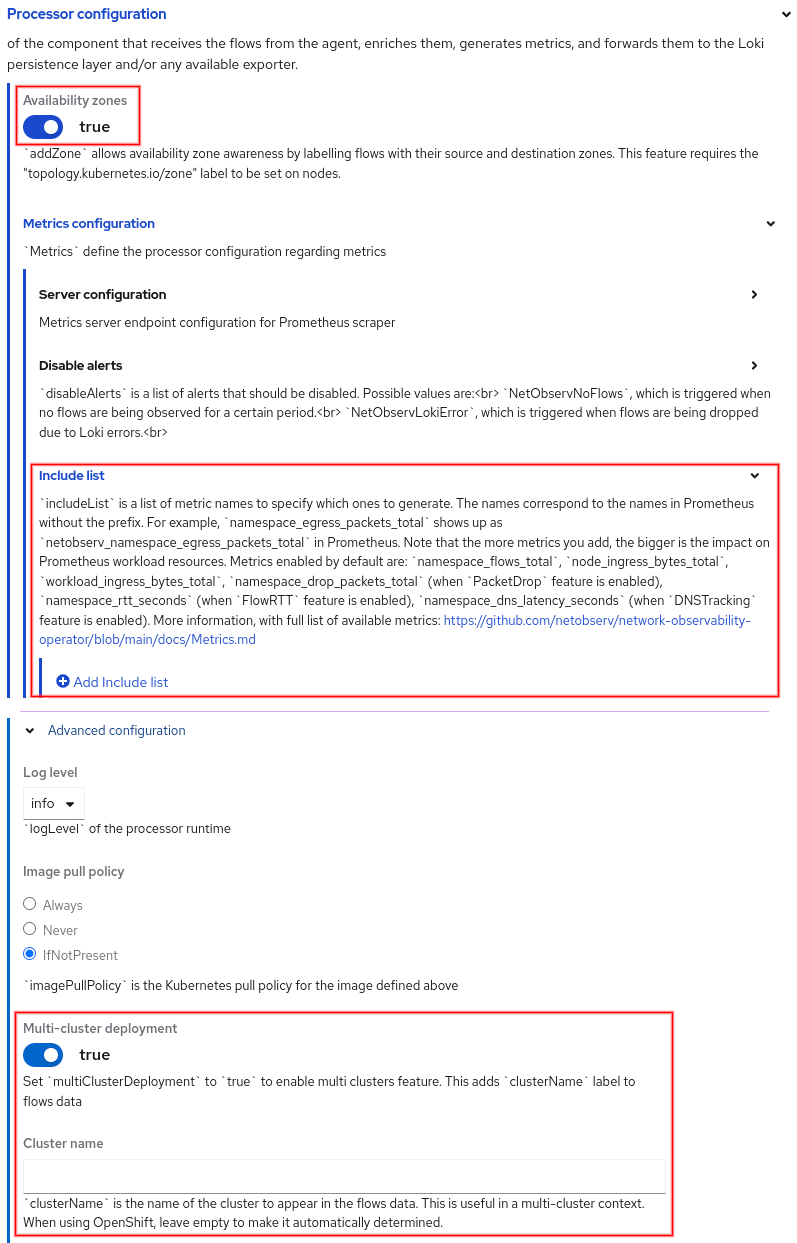 Processor configuration
of the component that receives the flows from the agent, enriches them, generates metrics, and forwards them to the Loki
persistence layer and/or any available exporter.
Availability zones
true
`addZone` allows availability zone awareness by labelling flows with their source and destination zones. This feature requires the
"topology.kubernetes.io/zone" label to be set on nodes.
Metrics configuration
`Metrics` define the processor configuration regarding metrics
Server configuration
Metrics server endpoint configuration for Prometheus scraper
Disable alerts
`disableAlerts` is a list of alerts that should be disabled. Possible values are:<br> `NetObservNoFlows`, which is triggered when
no flows are being observed for a certain period.<br> `NetObservLokiError`, which is triggered when flows are being dropped
due to Loki errors.<br>
Include list
`includeList` is a list of metric names to specify which ones to generate. The names correspond to the names in Prometheus
without the prefix. For example, `namespace_egress_packets_total` shows up as
`netobserv_namespace_egress_packets_total` in Prometheus. Note that the more metrics you add, the bigger is the impact on
Prometheus workload resources. Metrics enabled by default are: `namespace_flows_total`, `node_ingress_bytes_total`,
`workload_ingress_bytes_total`, `namespace_drop_packets_total` (when `PacketDrop` feature is enabled),
`namespace_rtt_seconds` (when `FlowRTT` feature is enabled), `namespace_dns_latency_seconds` (when `DNSTracking`
feature is enabled). More information, with full list of available metrics: https://github.com/netobserv/network-observability-
operator/blob/main/docs/Metrics.md
Add Include list
Advanced configuration
Log level
info
`logLevel` of the processor runtime
Image pull policy
Always
Never
IfNotPresent
`imagePullPolicy` is the Kubernetes pull policy for the image defined above
Multi-cluster deployment
true
Set `multiClusterDeployment` to `true` to enable multi clusters feature. This adds `clusterName` label to
flows data
Cluster name
`clusterName` is the name of the cluster to appear in the flows data. This is useful in a multi-cluster context.
When using OpenShift, leave empty to make it automatically determined.